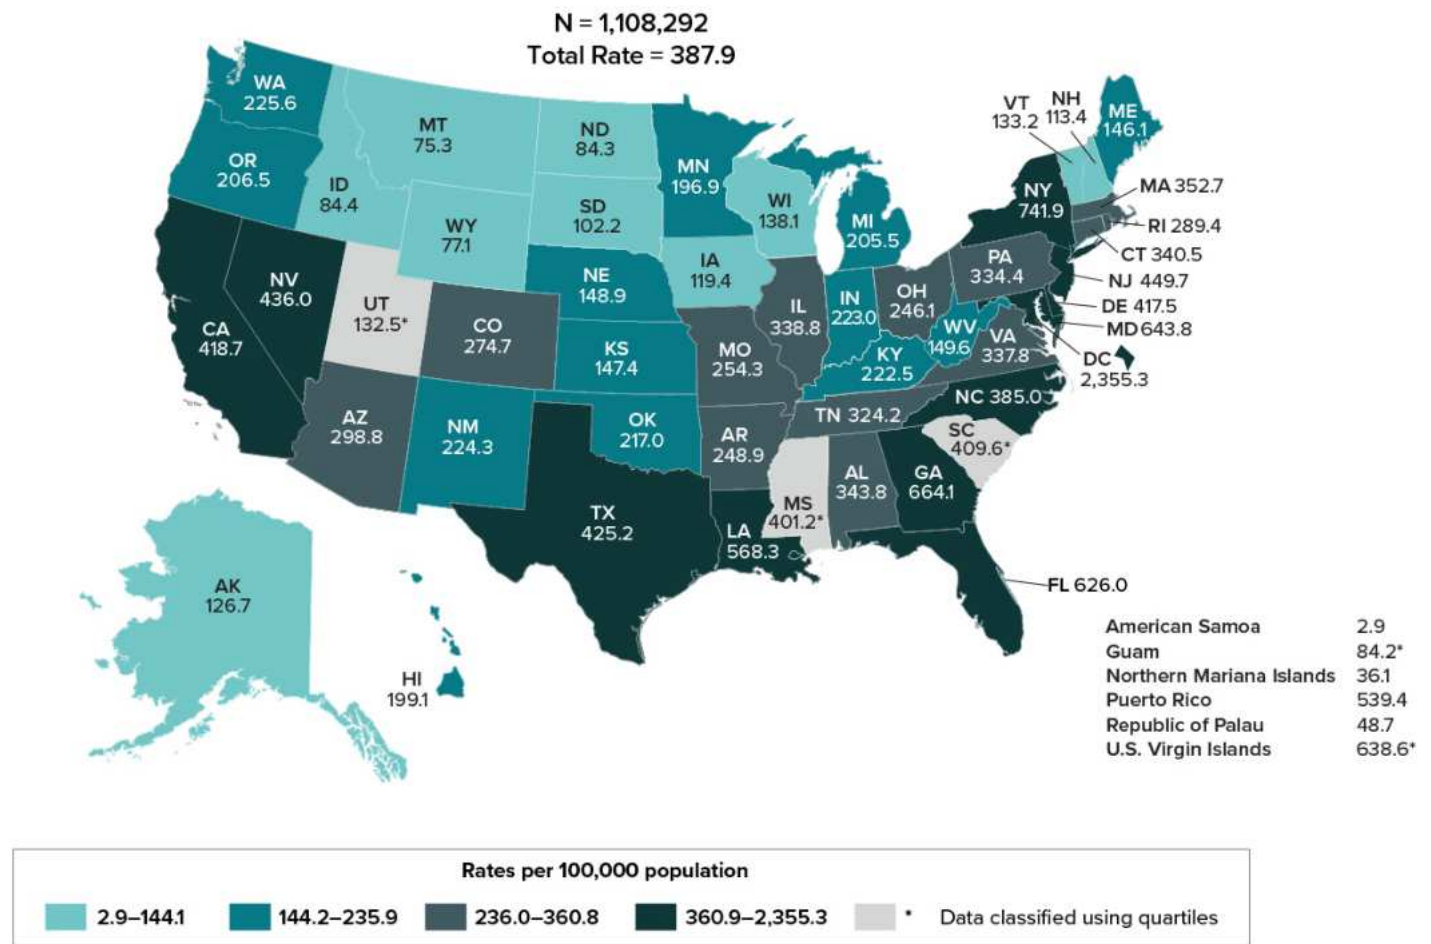 N = 1,108,292
Total Rate = 387.9
WA
225.6
MT
75.3
ND
84.3
MN
196.9
VT
133.2
NH
113.4
ME
146.1
OR
206.5
ID
84.4
SD
102.2
WI
138.1
MI
205.5
NY
741.9
MA 352.7
RI 289.4
CT 340.5
NJ 449.7
DE 417.5
MD 643.8
DC
2,355.3
WY
77.1
IA
119.4
NE
148.9
PA
334.4
NV
436.0
UT
132.5*
CO
274.7
IL
338.8
IN
223.0
OH
246.1
WV
149.6
VA
337.8
CA
418.7
KS
147.4
MO
254.3
KY
222.5
NC 385.0
TN 324.2
AZ
298.8
NM
224.3
OK
217.0
AR
248.9
SC
409.6*
MS
401.2*
AL
343.8
GA
664.1
TX
425.2
LA
568.3
FL 626.0
AK
126.7
HI
199.1
American Samoa 2.9
Guam 84.2*
Northern Mariana Islands 36.1
Puerto Rico 539.4
Republic of Palau 48.7
U.S. Virgin Islands 638.6*
Rates per 100,000 population
2.9–144.1 144.2–235.9 236.0–360.8 360.9–2,355.3 * Data classified using quartiles